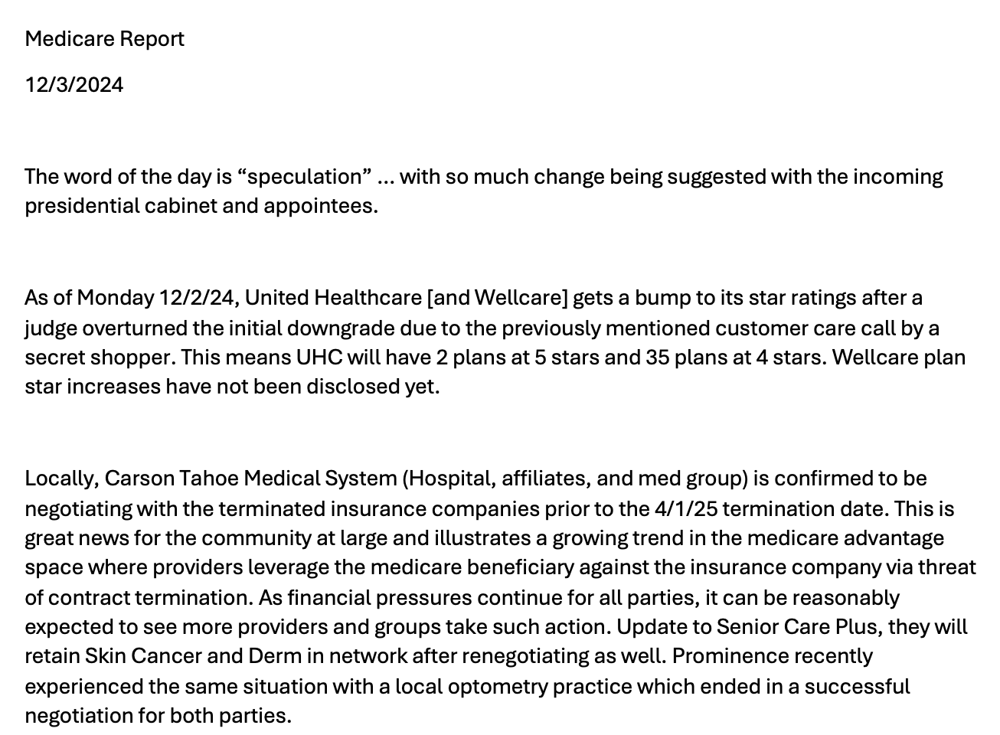 Medicare Report
12/3/2024
The word of the day is “speculation” ... with so much change being suggested with the incoming
presidential cabinet and appointees.
As of Monday 12/2/24, United Healthcare [and Wellcare] gets a bump to its star ratings after a
judge overturned the initial downgrade due to the previously mentioned customer care call by a
secret shopper. This means UHC will have 2 plans at 5 stars and 35 plans at 4 stars. Wellcare plan
star increases have not been disclosed yet.
Locally, Carson Tahoe Medical System (Hospital, affiliates, and med group) is confirmed to be
negotiating with the terminated insurance companies prior to the 4/1/25 termination date. This is
great news for the community at large and illustrates a growing trend in the medicare advantage
space where providers leverage the medicare beneficiary against the insurance company via threat
of contract termination. As financial pressures continue for all parties, it can be reasonably
expected to see more providers and groups take such action. Update to Senior Care Plus, they will
retain Skin Cancer and Derm in network after renegotiating as well. Prominence recently
experienced the same situation with a local optometry practice which ended in a successful
negotiation for both parties.